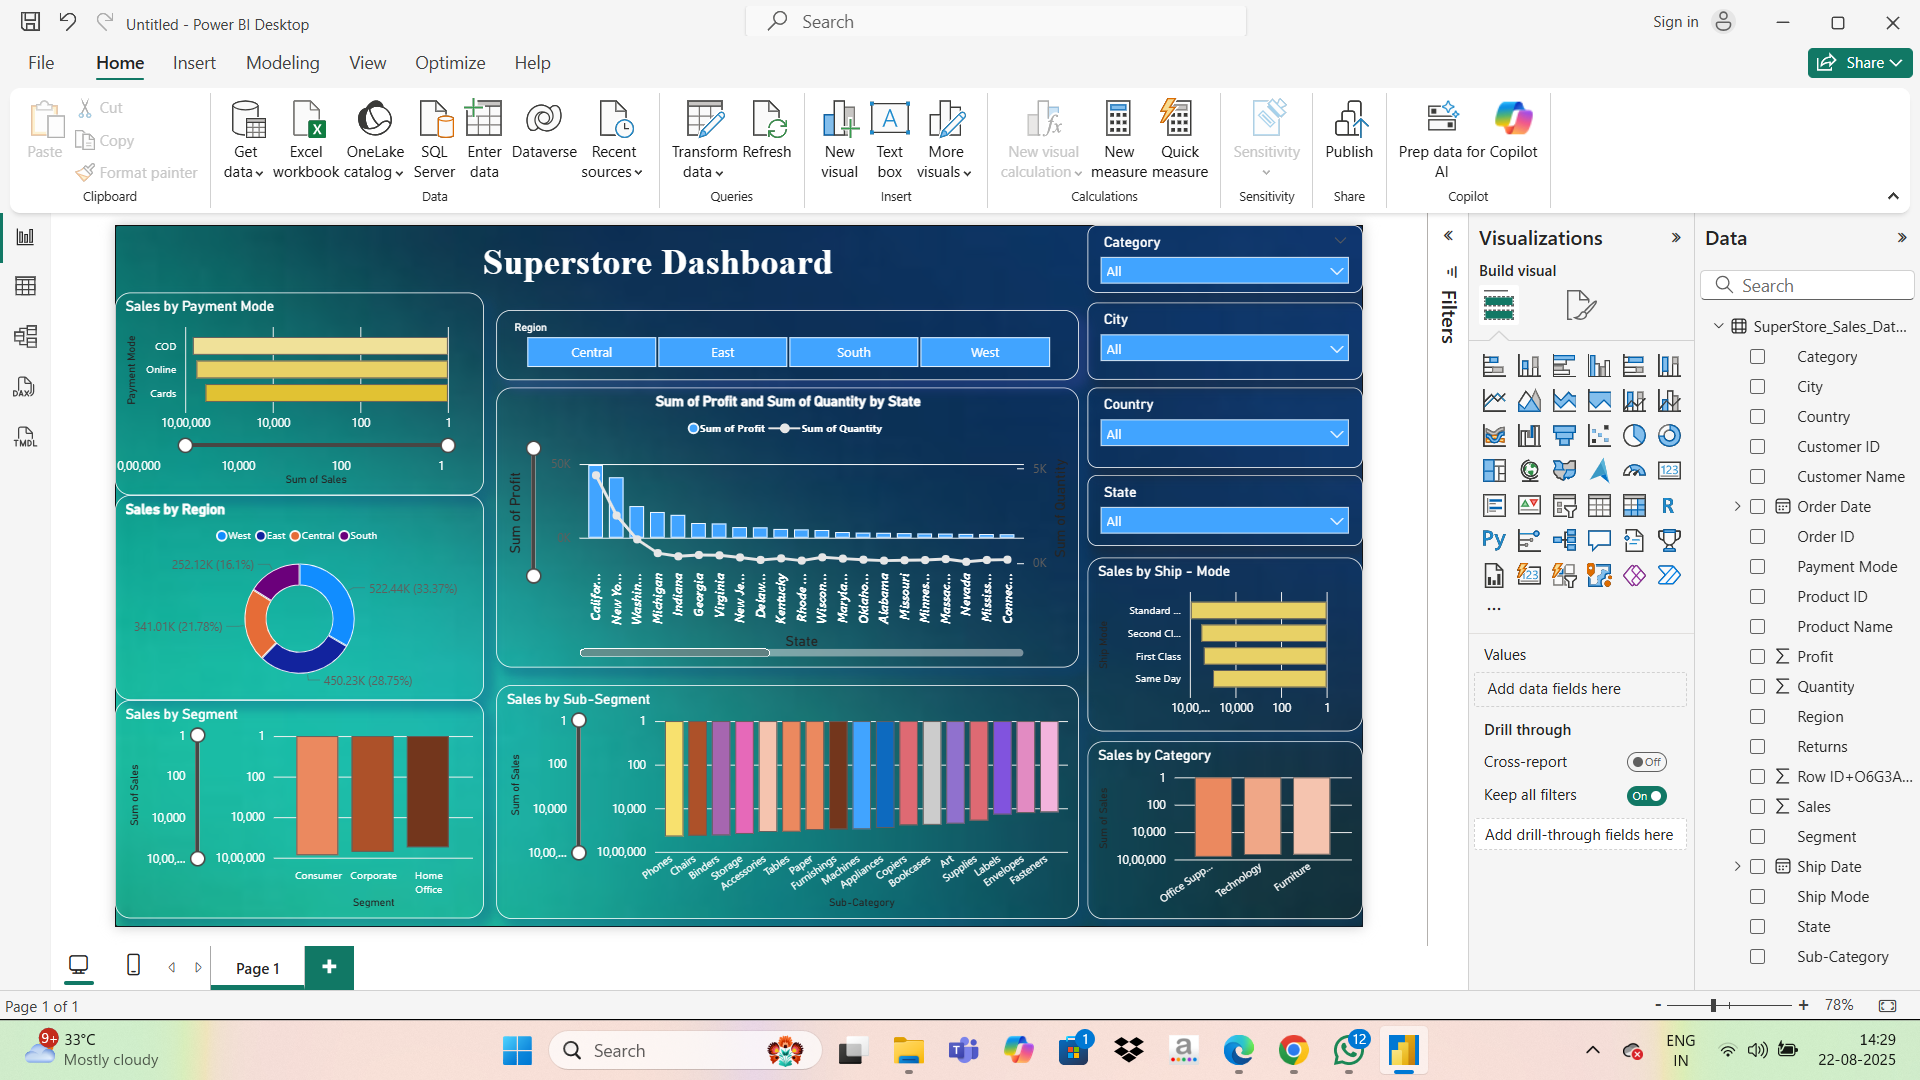 Untitled - Power BI Desktop
Search
Sign in
File
Home
Insert
Modeling
View
Optimize
Help
Share
Paste
Cut
Copy
Format painter
Clipboard
Get data
Excel workbook
OneLake catalog
SQL Server
Enter data
Dataverse
Recent sources
Data
Transform data
Refresh
Queries
New visual
Text box
More visuals
Insert
New visual calculation
New measure
Quick measure
Calculations
Sensitivity
Sensitivity
Publish
Share
Prep data for AI
Copilot
Copilot
Superstore Dashboard
Sales by Payment Mode
Payment Mode
COD
Online
Cards
10,00,000
10,000
100
1
0,00,000
10,000
100
1
Sum of Sales
Sales by Region
West
East
Central
South
252.12K (16.1%)
522.44K (33.37%)
341.01K (21.78%)
450.23K (28.75%)
Sales by Segment
Sum of Sales
1
100
10,000
10,00,...
1
100
10,000
10,00,000
Consumer
Corporate
Home Office
Segment
Region
Central
East
South
West
Sum of Profit and Sum of Quantity by State
Sum of Profit
Sum of Quantity
Sum of Profit
50K
5K
0K
Sum of Quantity
Califor...
New Yo...
Washin...
Michigan
Indiana
Georgia
Virginia
New Je...
Delaw...
Kentucky
Rhode ...
Wiscon...
Maryla...
Oklaho...
Alabama
Missouri
Minnes...
Massac...
Nevada
Mississ...
Connec...
State
Sales by Sub-Segment
Sum of Sales
1
100
10,000
10,00,...
1
100
10,000
10,00,000
Phones
Chairs
Binders
Storage
Accessories
Tables
Paper
Furnishings
Machines
Appliances
Copiers
Bookcases
Art
Supplies
Labels
Envelopes
Fasteners
Sub-Category
Category
All
City
All
Country
All
State
All
Sales by Ship - Mode
Ship Mode
Standard ...
Second Cl...
First Class
Same Day
10,00,...
10,000
100
1
Sales by Category
Sum of Sales
1
100
10,000
10,00,000
Office Supp...
Technology
Furniture
Filters
Visualizations
Build visual
Values
Add data fields here
Drill through
Cross-report
Off
Keep all filters
On
Add drill-through fields here
Data
Search
SuperStore_Sales_Dat...
Category
City
Country
Customer ID
Customer Name
Order Date
Order ID
Payment Mode
Product ID
Product Name
Profit
Quantity
Region
Returns
Row ID+O6G3A...
Sales
Segment
Ship Date
Ship Mode
State
Sub-Category
DAX
TMDL
Page 1
Page 1 of 1
78%
9+
33°C
Mostly cloudy
Search
1
12
ENG
IN
14:29
22-08-2025